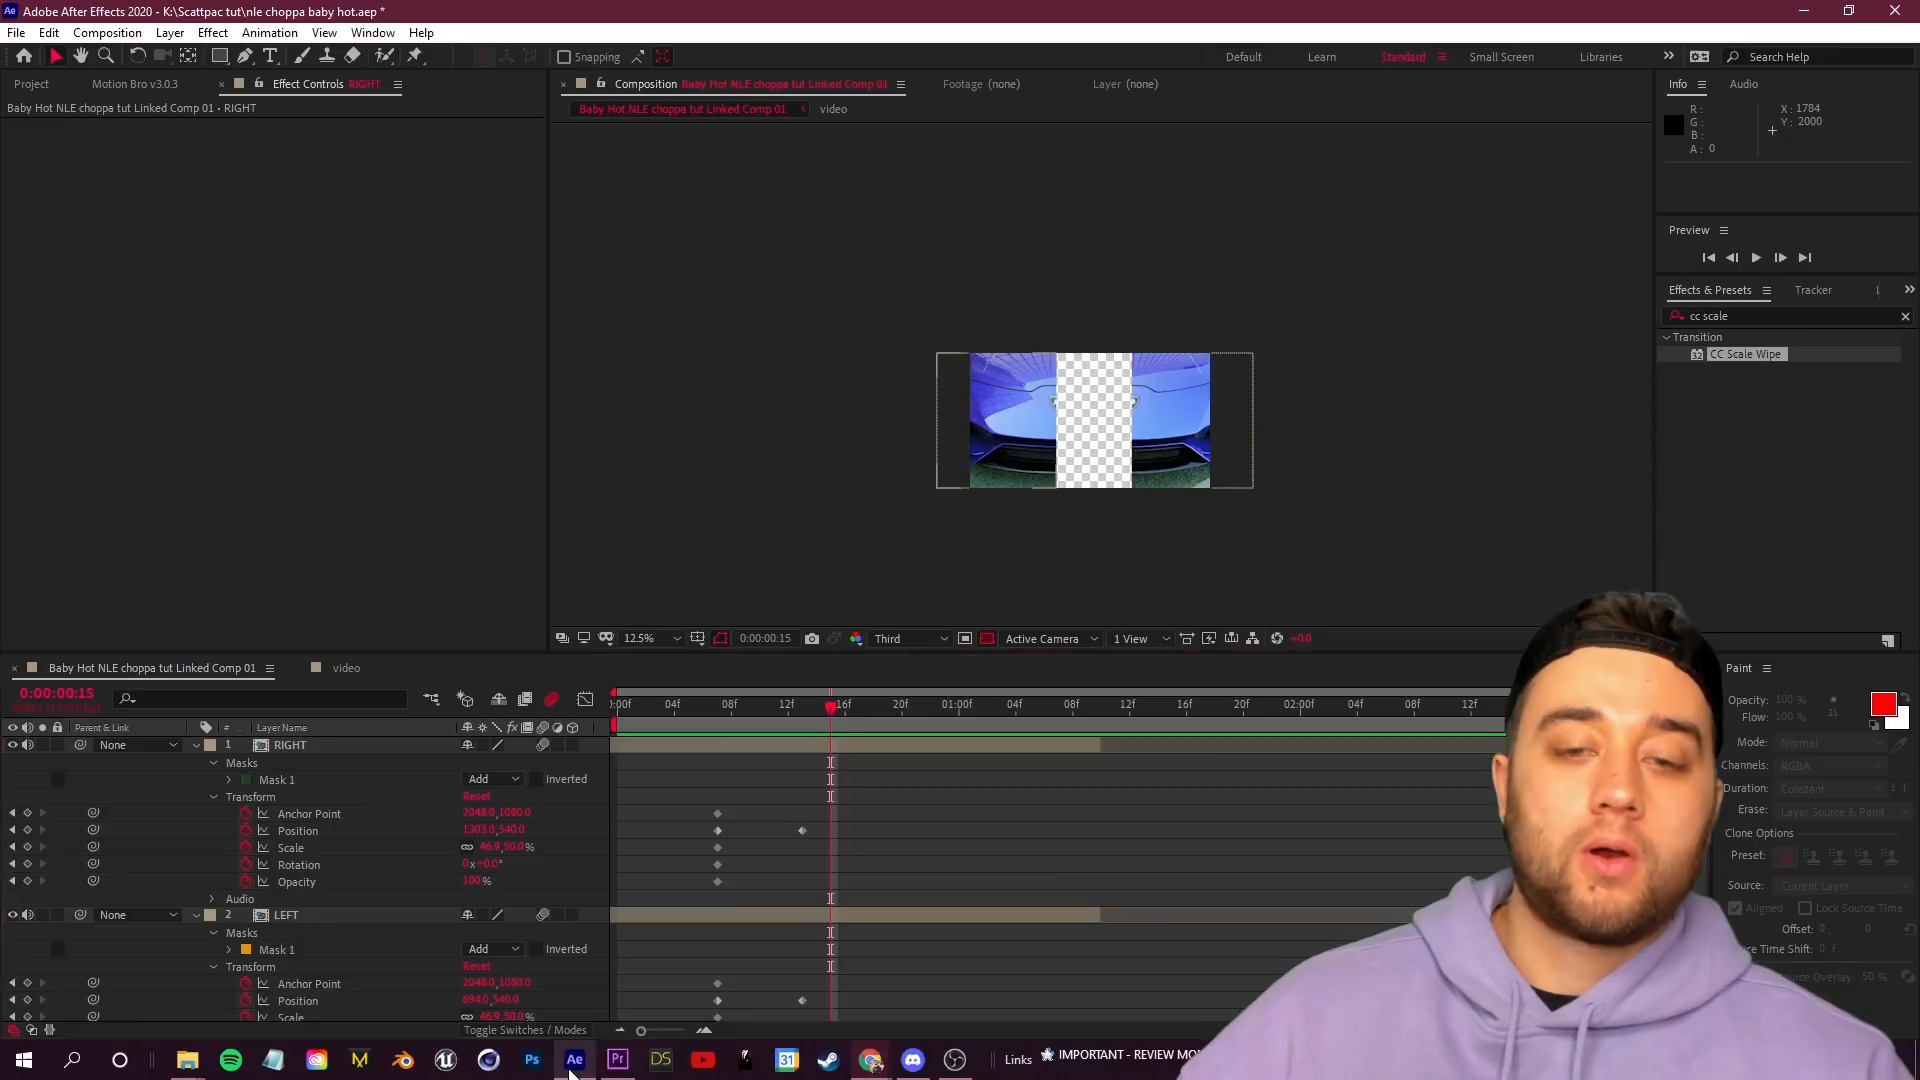 Adobe After Effects 2020 - K:\Scattpac tut\nle choppa baby hot.aep *
File Edit Composition Layer Effect Animation View Window Help
Snapping
Default Learn Standard Small Screen Libraries Search Help
Project Motion Bro v3.0.3 Effect Controls RIGHT
Baby Hot NLE choppa tut Linked Comp 01 • RIGHT
Composition Baby Hot NLE choppa tut Linked Comp 01 Footage (none) Layer (none)
Baby Hot NLE choppa tut Linked Comp 01 video
Info Audio
R: X: 1784
G: Y: 2000
B:
A: 0
Preview
Effects & Presets Tracker
cc scale
Transition
CC Scale Wipe
12.5% 0:00:00:15 Third Active Camera 1 View +0.0
Baby Hot NLE choppa tut Linked Comp 01 video
0:00:00:15
):00f 04f 08f 12f 16f 20f 01:00f 04f 08f 12f 16f 20f 02:00f 04f 08f 12f
Parent & Link # Layer Name
None 1 RIGHT
Masks
Mask 1 Add Inverted
Transform Reset
Anchor Point 2048.0,1080.0
Position 1303.0,540.0
Scale 46.9,50.0%
Rotation 0x+0.0°
Opacity 100%
Audio
None 2 LEFT
Masks
Mask 1 Add Inverted
Transform Reset
Anchor Point 2048.0,1080.0
Position 694.0,540.0
Scale 46.9,50.0%
Toggle Switches / Modes
Paint
Opacity: 100 %
Flow: 100 % 21
Mode: Normal
Channels: RGBA
Duration: Constant 1 f
Erase: Layer Source & Paint
Clone Options
Preset:
Source: Current Layer
Aligned Lock Source Time
Offset: 0, 0
ce Time Shift: 0 f
ource Overlay: 50 %
Ps Ae Pr DS 31
Links IMPORTANT - REVIEW MO